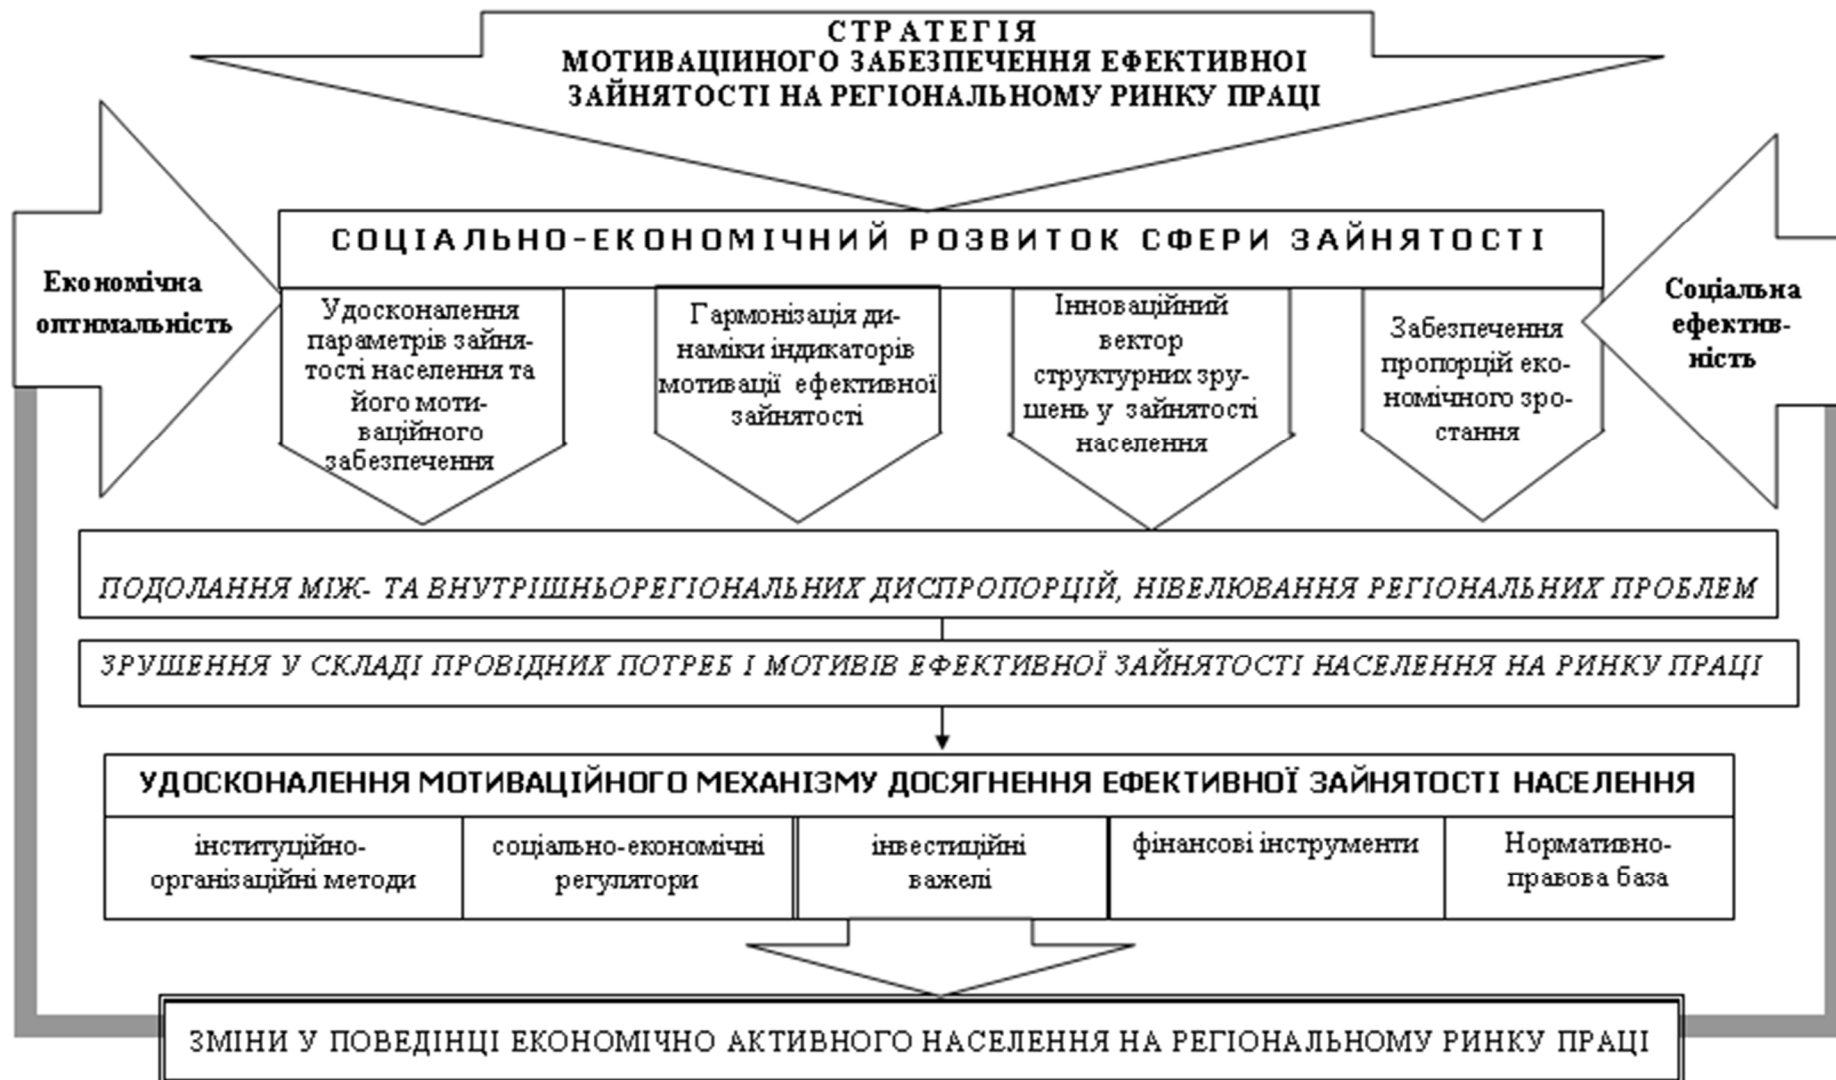 СТРАТЕГІЯ
МОТИВАЦІИНОГО ЗАБЕЗПЕЧЕННЯ ЕФЕКТИВНОЇ
ЗАЙНЯТОСТІ НА РЕГІОНАЛЬНОМУ РИНКУ ПРАЦІ
СОЦІАЛЬНО-ЕКОНОМІЧНИЙ РОЗВИТОК СФЕРИ ЗАЙНЯТОСТІ
Економічна
оптимальність
Удосконалення
параметрів зайня-
тості населення та
його моти-
ваційного
забезпечення
Гармонізація ди-
наміки індикаторів
мотивації ефективної
зайнятості
Інноваційний
вектор
структурних зру-
шень у зайнятості
населення
Забезпечення
пропорцій еко-
номічного зро-
стання
Соціальна
ефектив-
ність
ПОДОЛАННЯ МІЖ- ТА ВНУТРІШНЬОРЕГІОНАЛЬНИХ ДИСПРОПОРЦІЙ, НІВЕЛЮВАННЯ РЕГІОНАЛЬНИХ ПРОБЛЕМ
ЗРУШЕННЯ У СКЛАДІ ПРОВІДНИХ ПОТРЕБ І МОТИВІВ ЕФЕКТИВНОЇ ЗАЙНЯТОСТІ НАСЕЛЕННЯ НА РИНКУ ПРАЦІ
УДОСКОНАЛЕННЯ МОТИВАЦІЙНОГО МЕХАНІЗМУ ДОСЯГНЕННЯ ЕФЕКТИВНОЇ ЗАЙНЯТОСТІ НАСЕЛЕННЯ
інституційно-
організаційні методи
соціально-економічні
регулятори
інвестиційні
важелі
фінансові інструменти
Нормативно-
правова база
ЗМІНИ У ПОВЕДІНЦІ ЕКОНОМІЧНО АКТИВНОГО НАСЕЛЕННЯ НА РЕГІОНАЛЬНОМУ РИНКУ ПРАЦІ